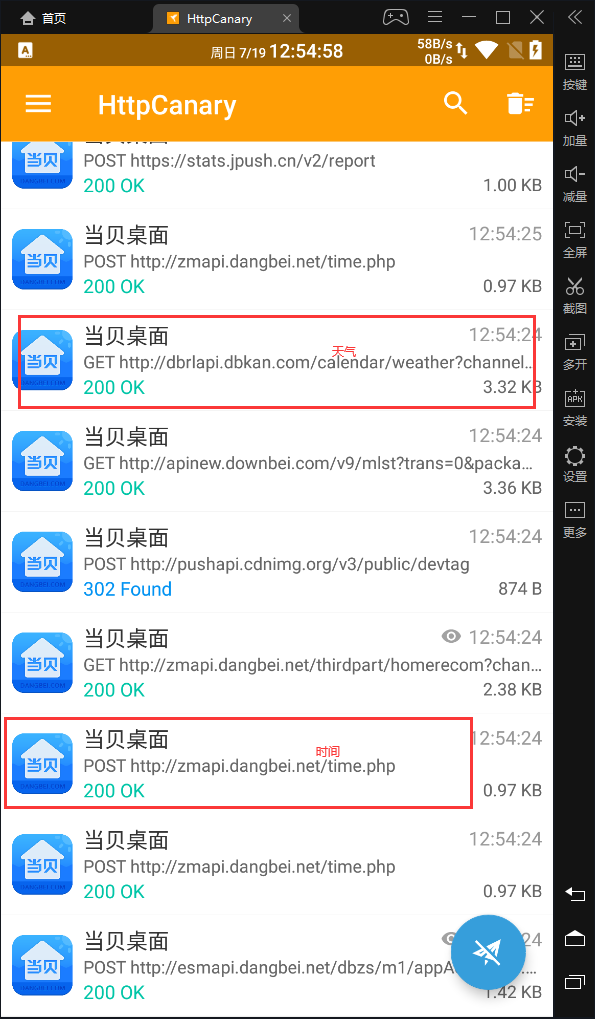 首页
HttpCanary
周日 7/19 12:54:58
58B/s
0B/s
HttpCanary
当贝桌面
POST https://stats.jpush.cn/v2/report
200 OK
1.00 KB
当贝桌面
12:54:25
POST http://zmapi.dangbei.net/time.php
200 OK
0.97 KB
当贝桌面
12:54:24
天气
GET http://dbrlapi.dbkan.com/calendar/weather?channel…
200 OK
3.32 KB
当贝桌面
12:54:24
GET http://apinew.downbei.com/v9/mlst?trans=0&packa…
200 OK
3.36 KB
当贝桌面
12:54:24
POST http://pushapi.cdnimg.org/v3/public/devtag
302 Found
874 B
当贝桌面
12:54:24
GET http://zmapi.dangbei.net/thirdpart/homerecom?chan…
200 OK
2.38 KB
当贝桌面
12:54:24
时间
POST http://zmapi.dangbei.net/time.php
200 OK
0.97 KB
当贝桌面
12:54:24
POST http://zmapi.dangbei.net/time.php
200 OK
0.97 KB
当贝桌面
POST http://esmapi.dangbei.net/dbzs/m1/appA
200 OK
1.42 KB
当贝
DANGBEI.COM
按键
加量
减量
全屏
截图
多开
APK
安装
设置
更多